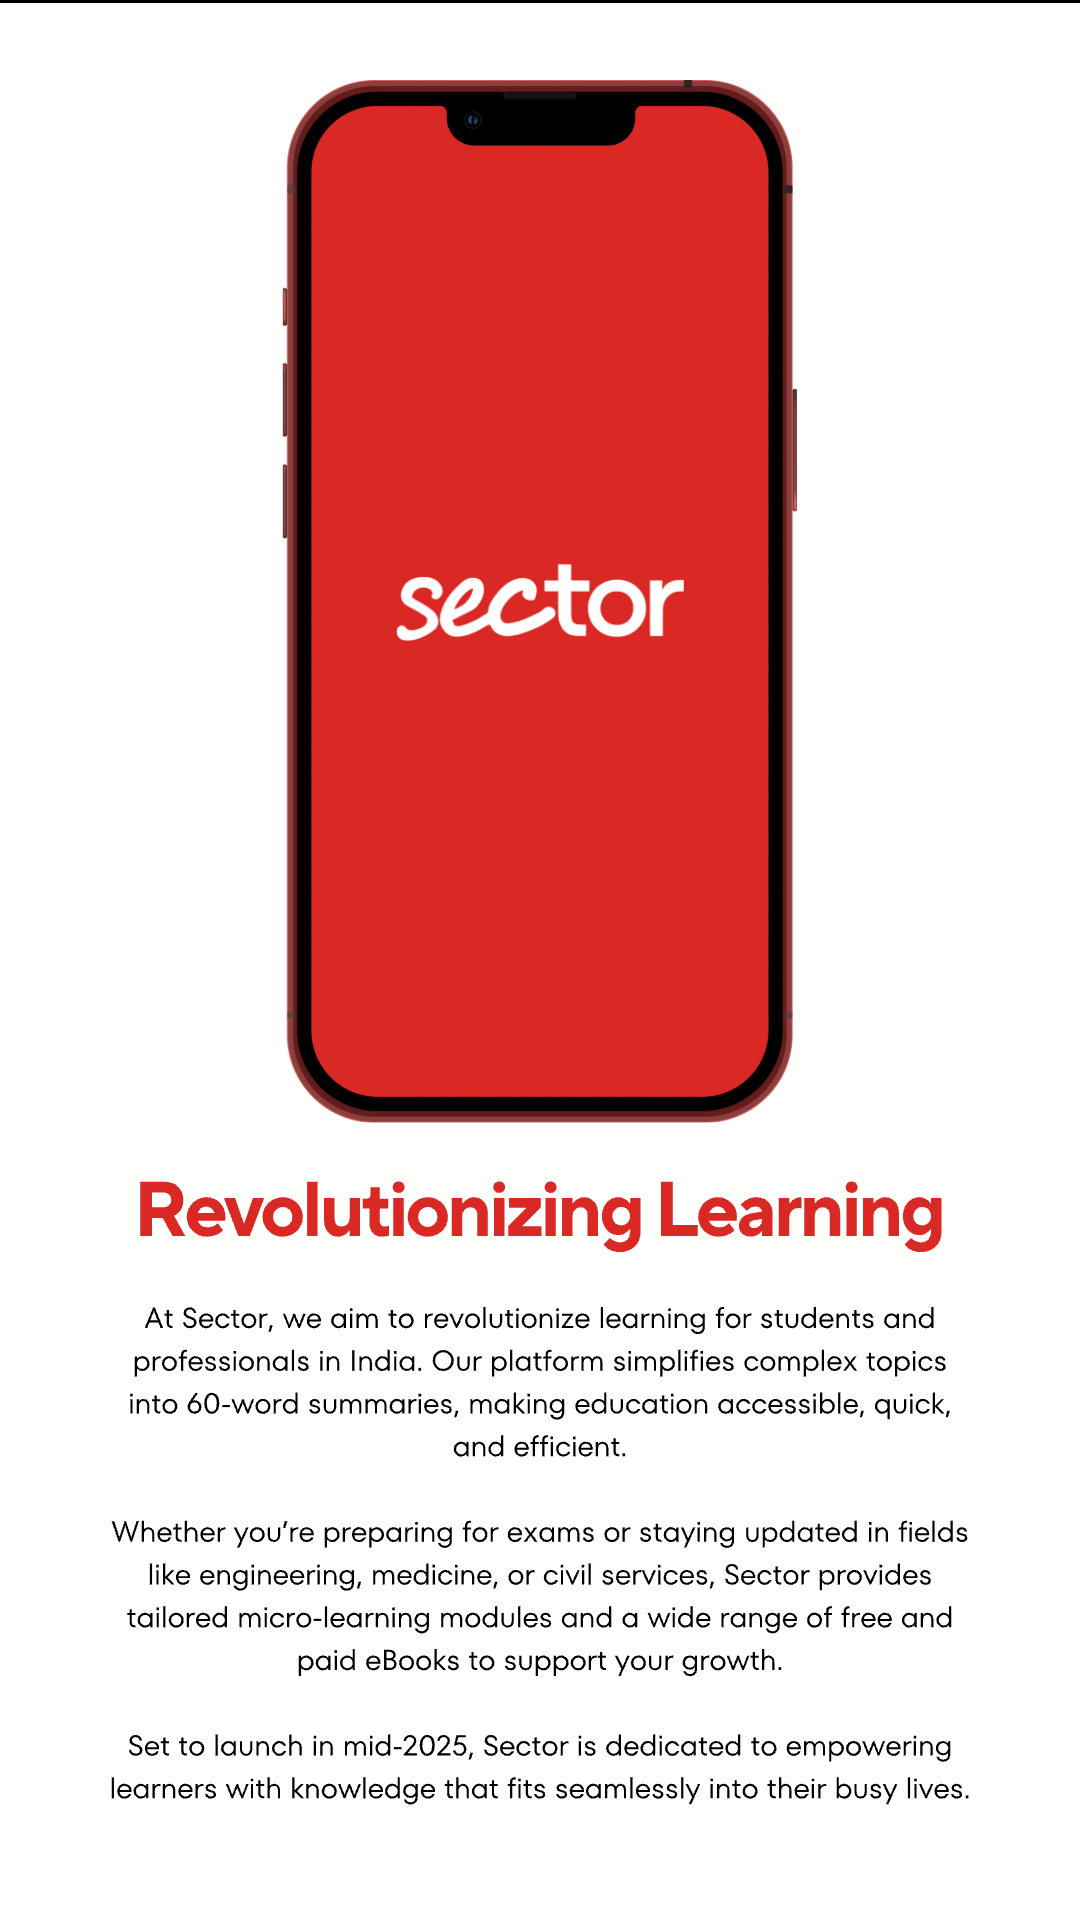 sector
Revolutionizing Learning
At Sector, we aim to revolutionize learning for students and
professionals in India. Our platform simplifies complex topics
into 60-word summaries, making education accessible, quick,
and efficient.
Whether you’re preparing for exams or staying updated in fields
like engineering, medicine, or civil services, Sector provides
tailored micro-learning modules and a wide range of free and
paid eBooks to support your growth.
Set to launch in mid-2025, Sector is dedicated to empowering
learners with knowledge that fits seamlessly into their busy lives.